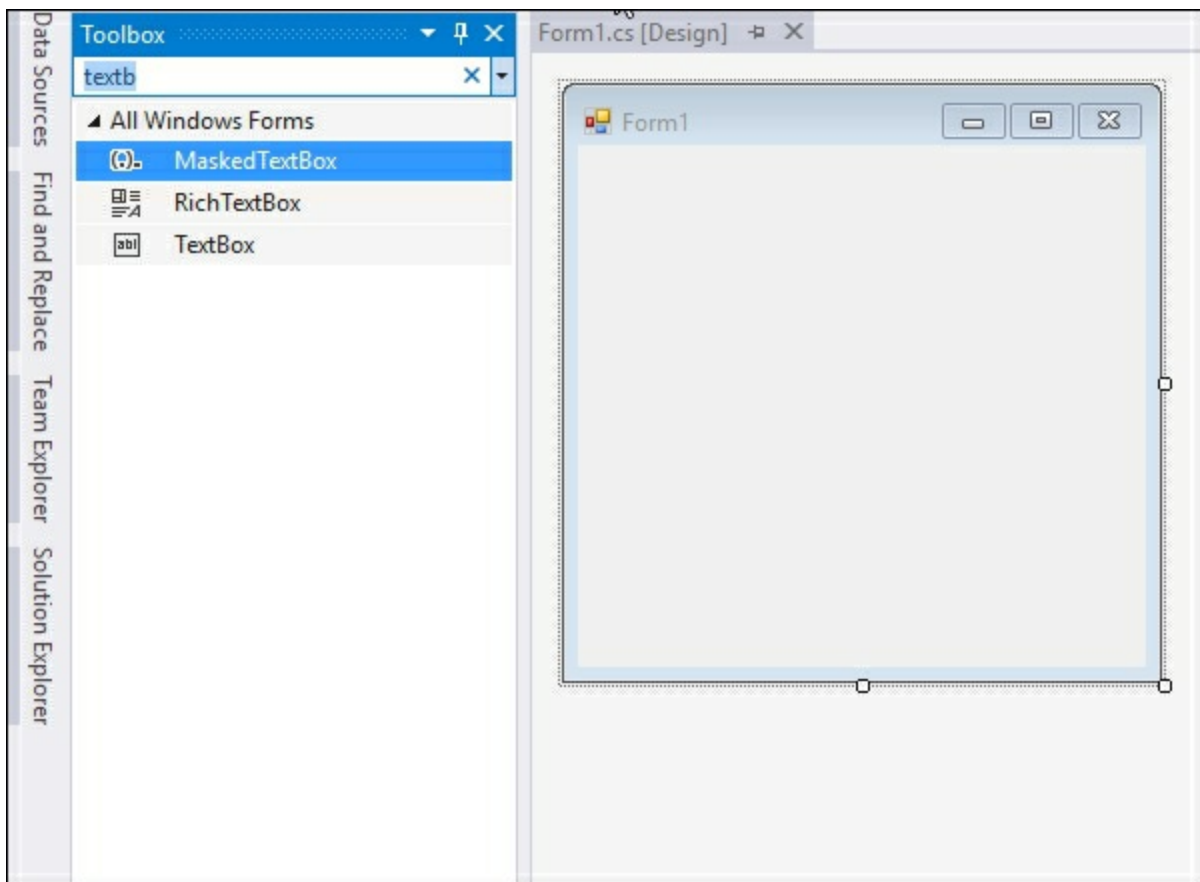 Data Sources
Find and Replace
Team Explorer
Solution Explorer
Toolbox
textb
All Windows Forms
MaskedTextBox
RichTextBox
abl TextBox
Form1.cs [Design]
Form1